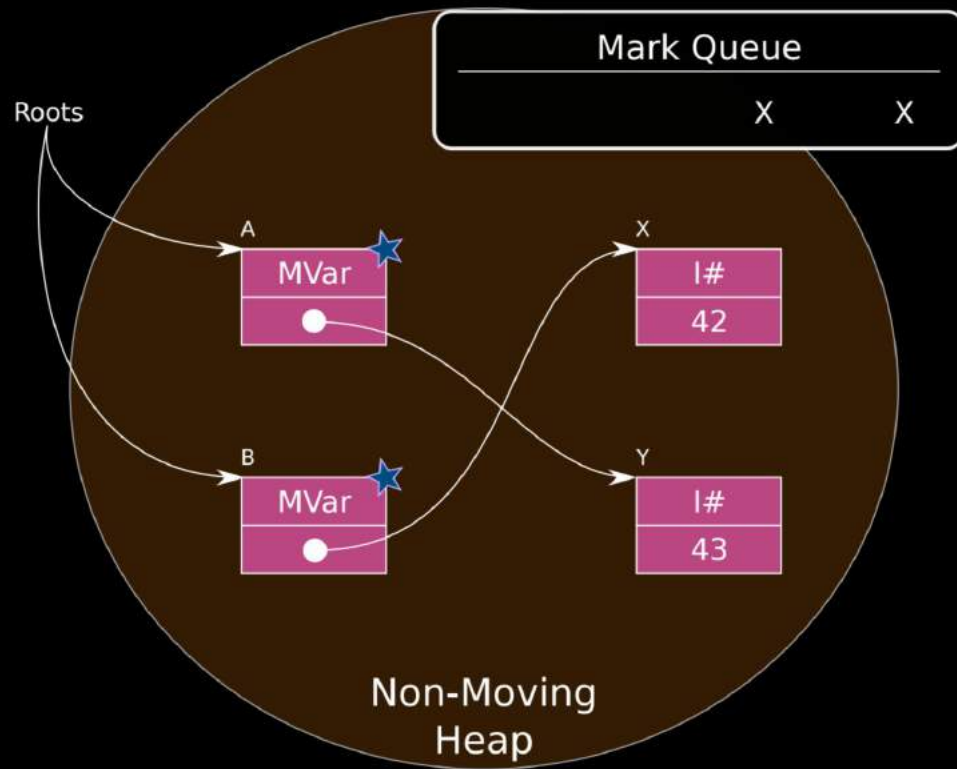 Mark Queue
X X
Roots
A
MVar
X
I#
42
B
MVar
Y
I#
43
Non-Moving
Heap